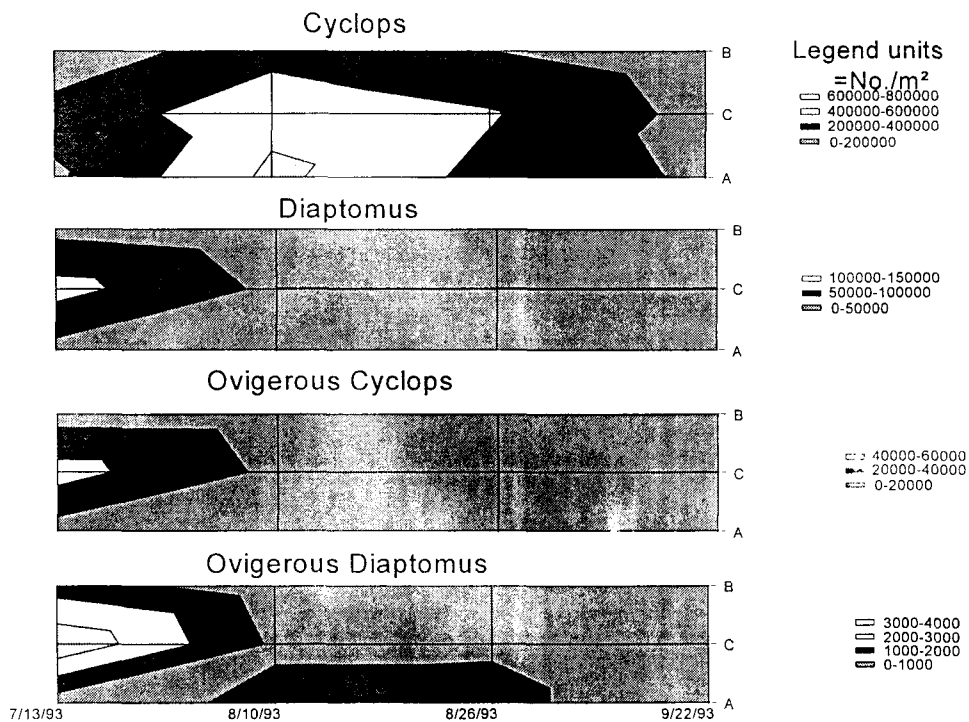 Cyclops
B
C
A
Legend units
=No./m²
600000-800000
400000-600000
200000-400000
0-200000
Diaptomus
B
C
A
100000-150000
50000-100000
0-50000
Ovigerous Cyclops
B
C
A
40000-60000
20000-40000
0-20000
Ovigerous Diaptomus
B
C
A
3000-4000
2000-3000
1000-2000
0-1000
7/13/93 8/10/93 8/26/93 9/22/93